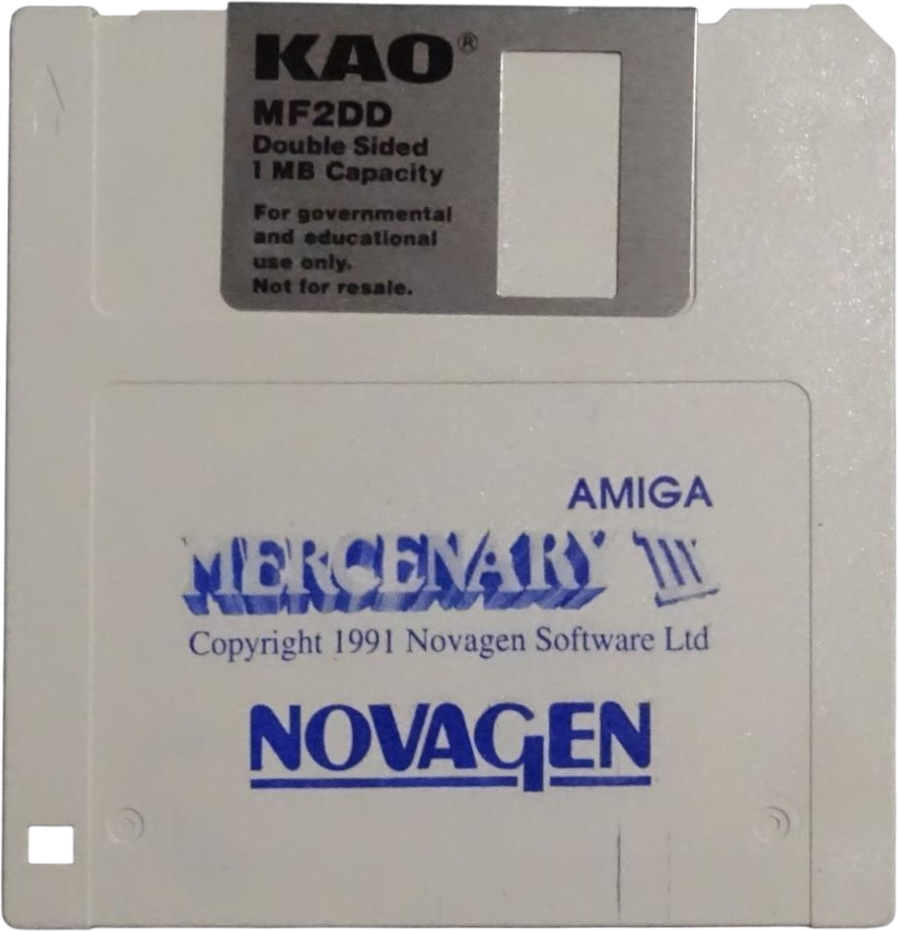 KAO®
MF2DD
Double Sided
1 MB Capacity
For governmental
and educational
use only.
Not for resale.
AMIGA
MERCENARY III
Copyright 1991 Novagen Software Ltd
NOVAGEN